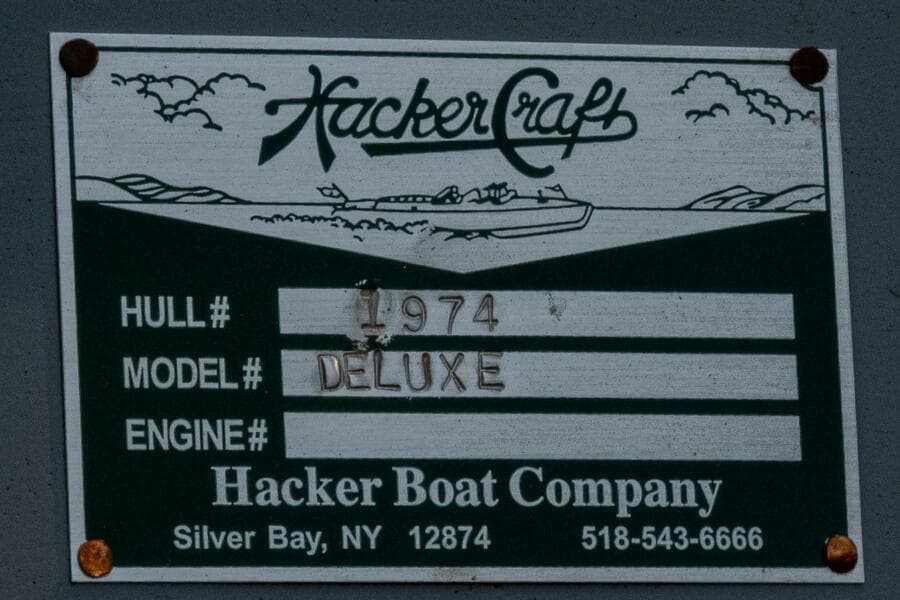 HackerCraft
HULL# 1974
MODEL# DELUXE
ENGINE#
Hacker Boat Company
Silver Bay, NY 12874 518-543-6666